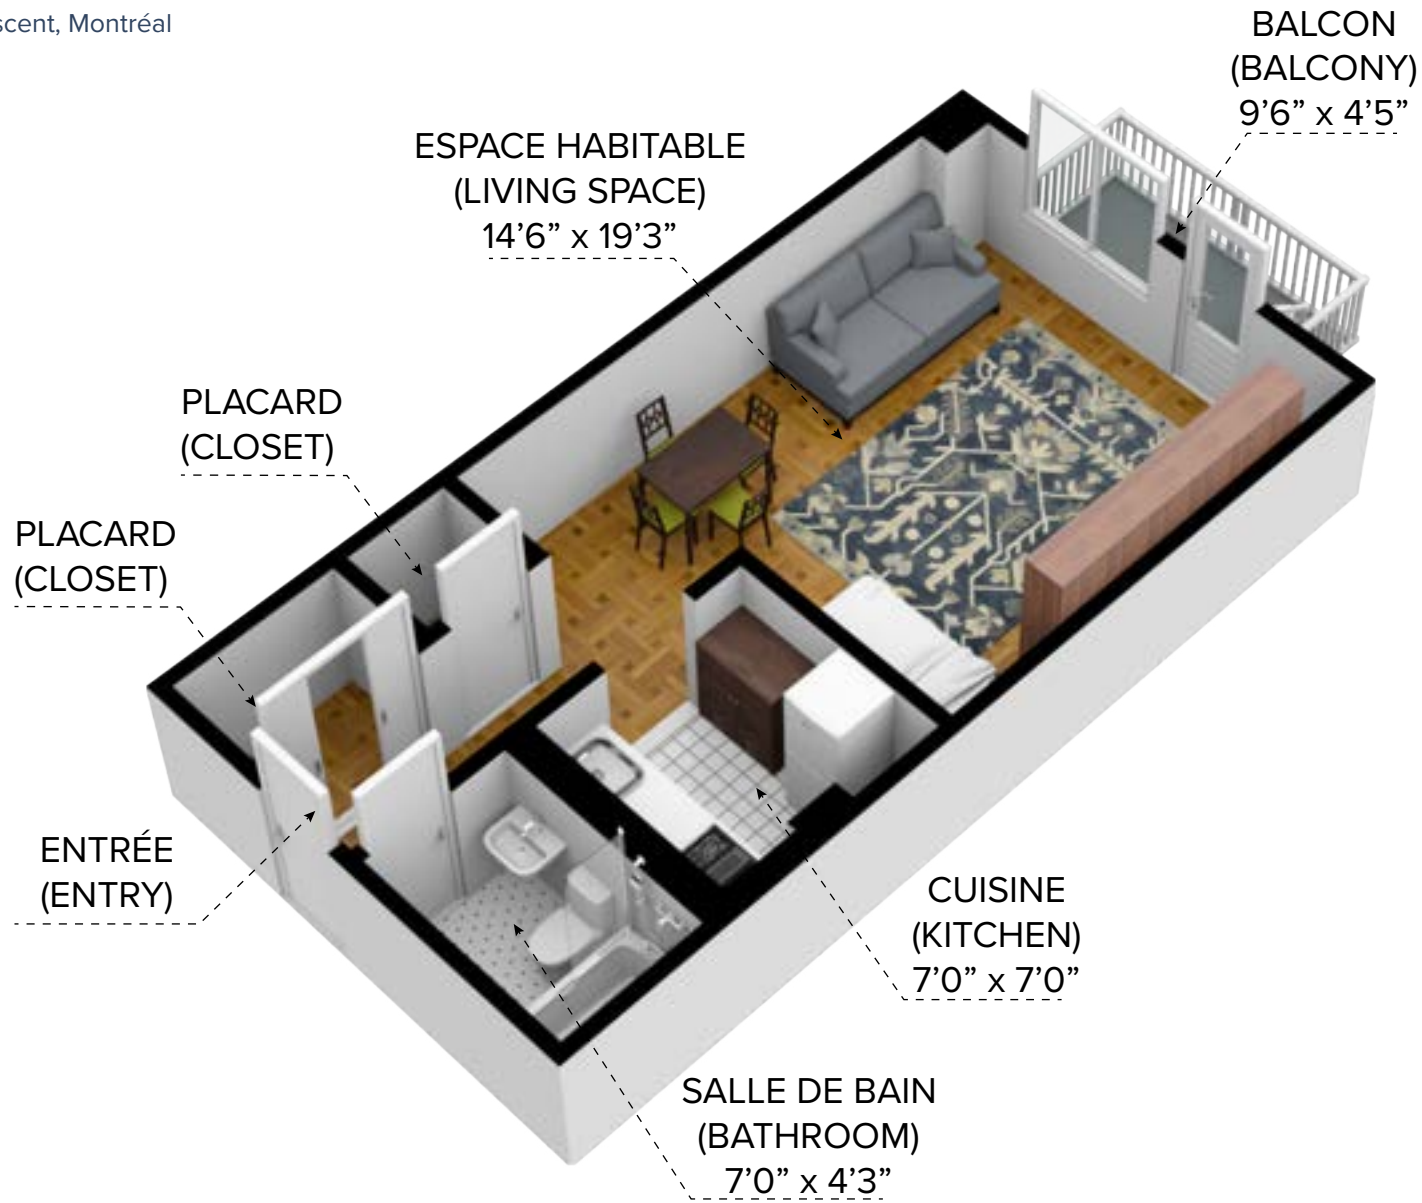 Montréal
BALCON
(BALCONY)
9’6” x 4’5”
ESPACE HABITABLE
(LIVING SPACE)
14’6” x 19’3”
PLACARD
(CLOSET)
PLACARD
(CLOSET)
ENTRÉE
(ENTRY)
CUISINE
(KITCHEN)
7’0” x 7’0”
SALLE DE BAIN
(BATHROOM)
7’0” x 4’3”